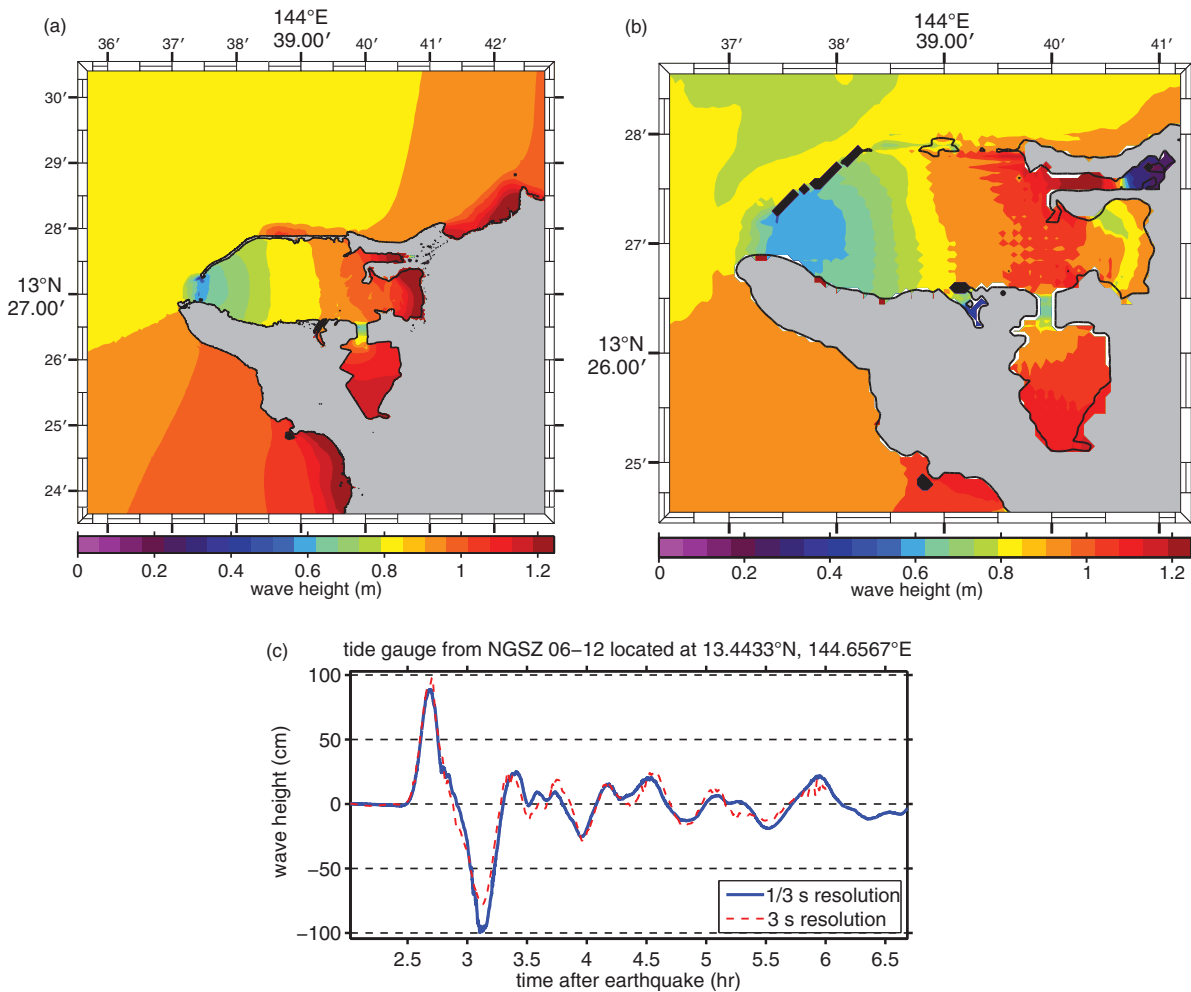 (a)
144°E
39.00′
36′ 37′ 38′ 40′ 41′ 42′
30′
29′
28′
13°N
27.00′
26′
25′
24′
0 0.2 0.4 0.6 0.8 1 1.2
wave height (m)
(b)
144°E
39.00′
37′ 38′ 40′ 41′
28′
27′
13°N
26.00′
25′
0 0.2 0.4 0.6 0.8 1 1.2
wave height (m)
(c)
tide gauge from NGSZ 06−12 located at 13.4433°N, 144.6567°E
100
50
0
−50
−100
wave height (cm)
1/3 s resolution
3 s resolution
2.5 3 3.5 4 4.5 5 5.5 6 6.5
time after earthquake (hr)